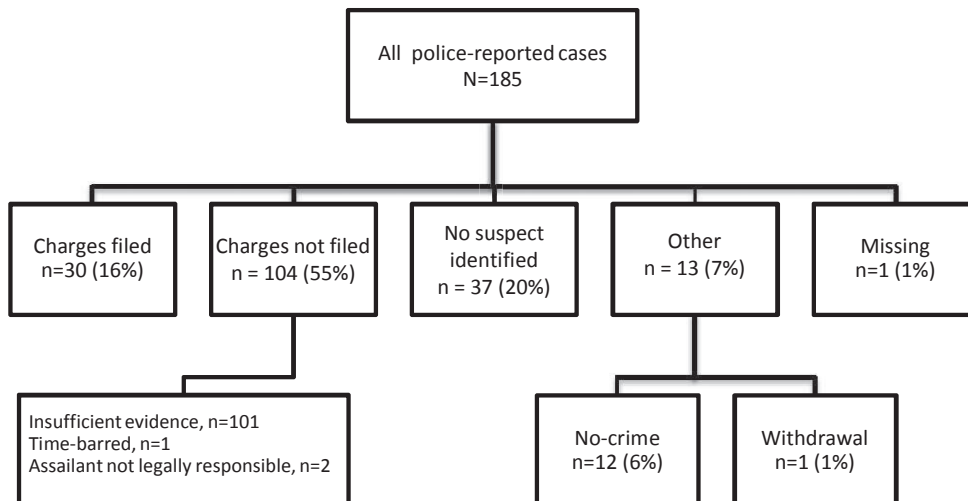 All police-reported cases
N=185
Charges filed
n=30 (16%)
Charges not filed
n = 104 (55%)
No suspect
identified
n = 37 (20%)
Other
n = 13 (7%)
Missing
n=1 (1%)
Insufficient evidence, n=101
Time-barred, n=1
Assailant not legally responsible, n=2
No-crime
n=12 (6%)
Withdrawal
n=1 (1%)